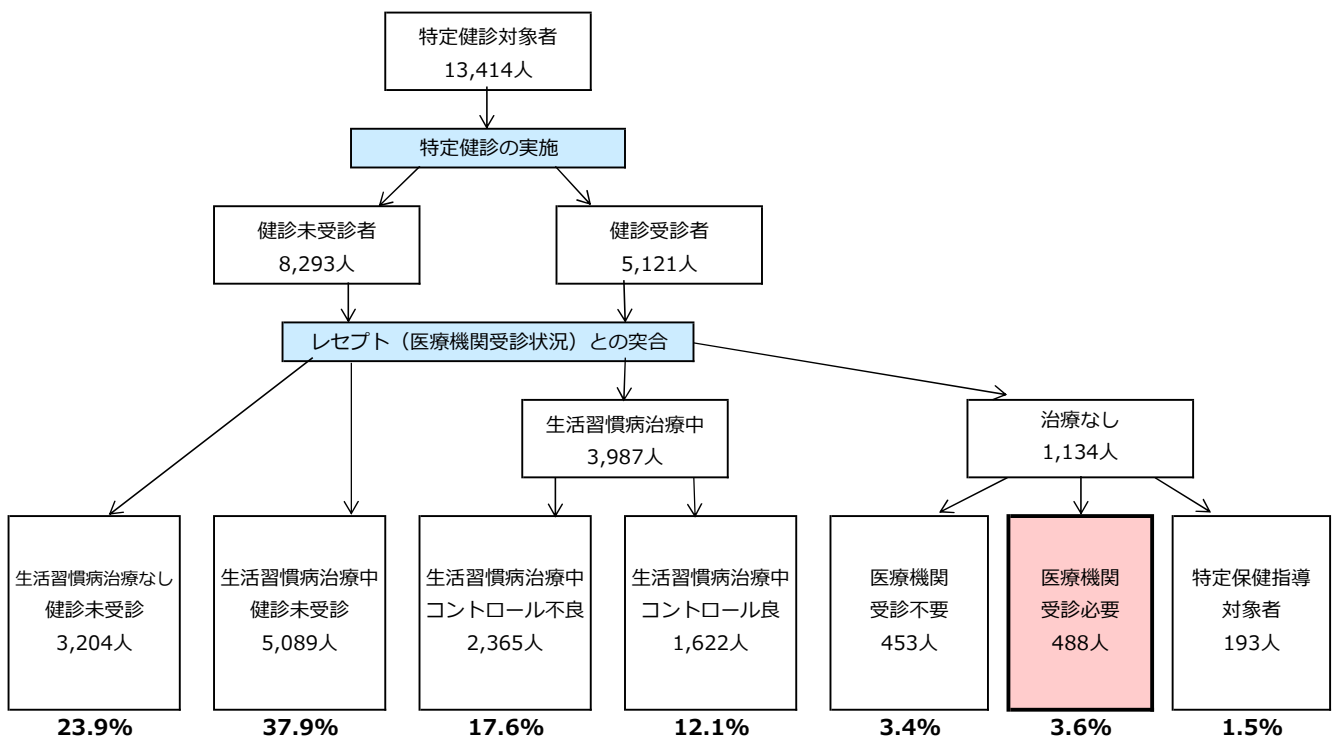 特定健診対象者
13,414人
特定健診の実施
健診未受診者
8,293人
健診受診者
5,121人
レセプト（医療機関受診状況）との突合
生活習慣病治療中
3,987人
治療なし
1,134人
生活習慣病治療なし
健診未受診
3,204人
生活習慣病治療中
健診未受診
5,089人
生活習慣病治療中
コントロール不良
2,365人
生活習慣病治療中
コントロール良
1,622人
医療機関
受診不要
453人
医療機関
受診必要
488人
特定保健指導
対象者
193人
23.9%
37.9%
17.6%
12.1%
3.4%
3.6%
1.5%